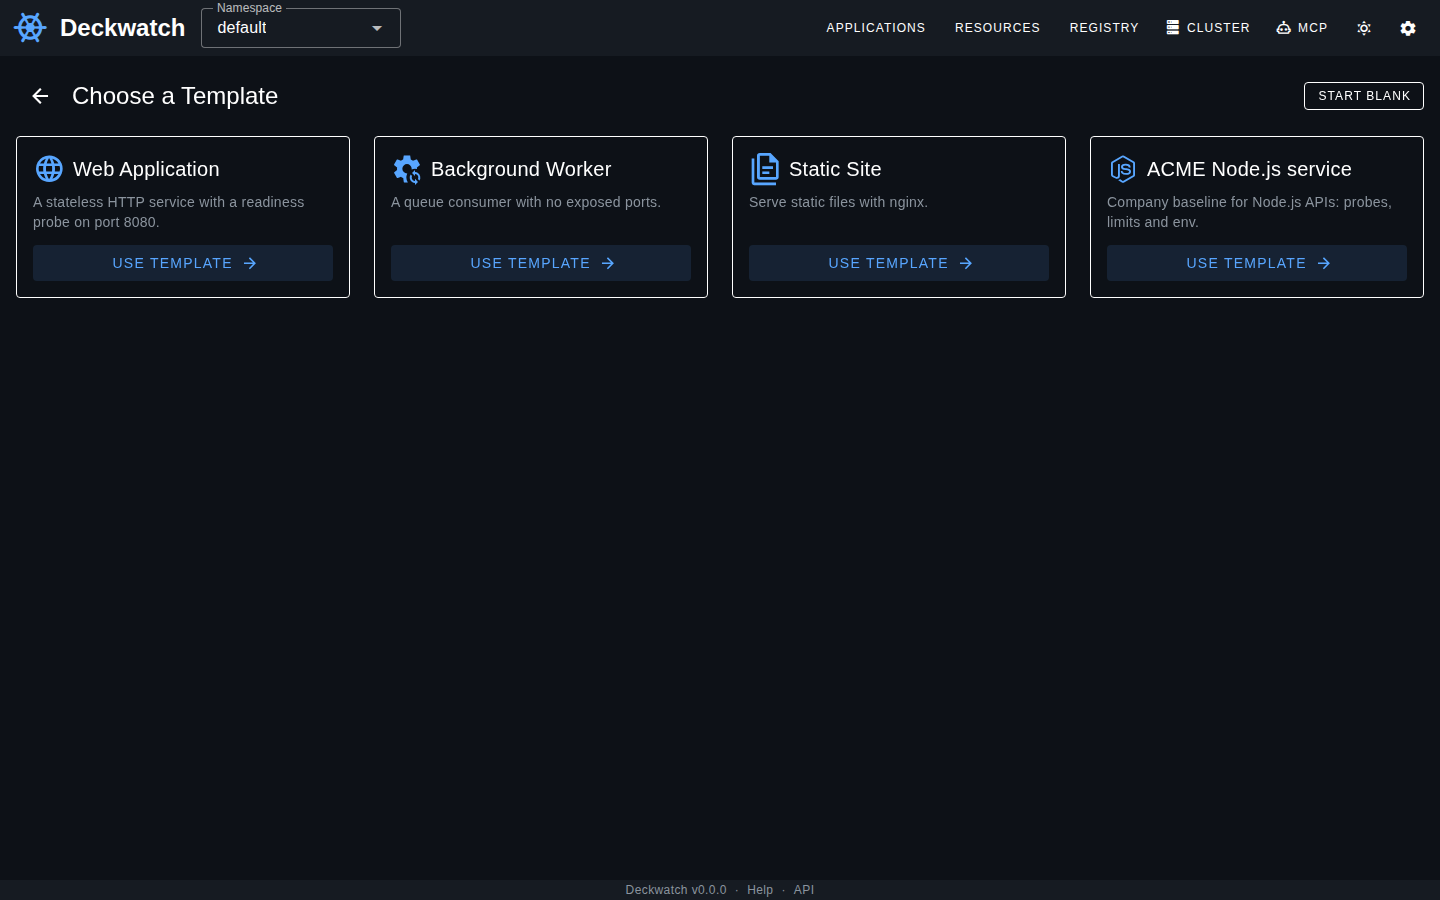 Namespace
Deckwatch
default
APPLICATIONS
RESOURCES
REGISTRY
CLUSTER
MCP
Choose a Template
START BLANK
Web Application
A stateless HTTP service with a readiness
probe on port 8080.
USE TEMPLATE
Background Worker
A queue consumer with no exposed ports.
USE TEMPLATE
Static Site
Serve static files with nginx.
USE TEMPLATE
JS
ACME Node.js service
Company baseline for Node.js APIs: probes,
limits and env.
USE TEMPLATE
Deckwatch v0.0.0 · Help · API